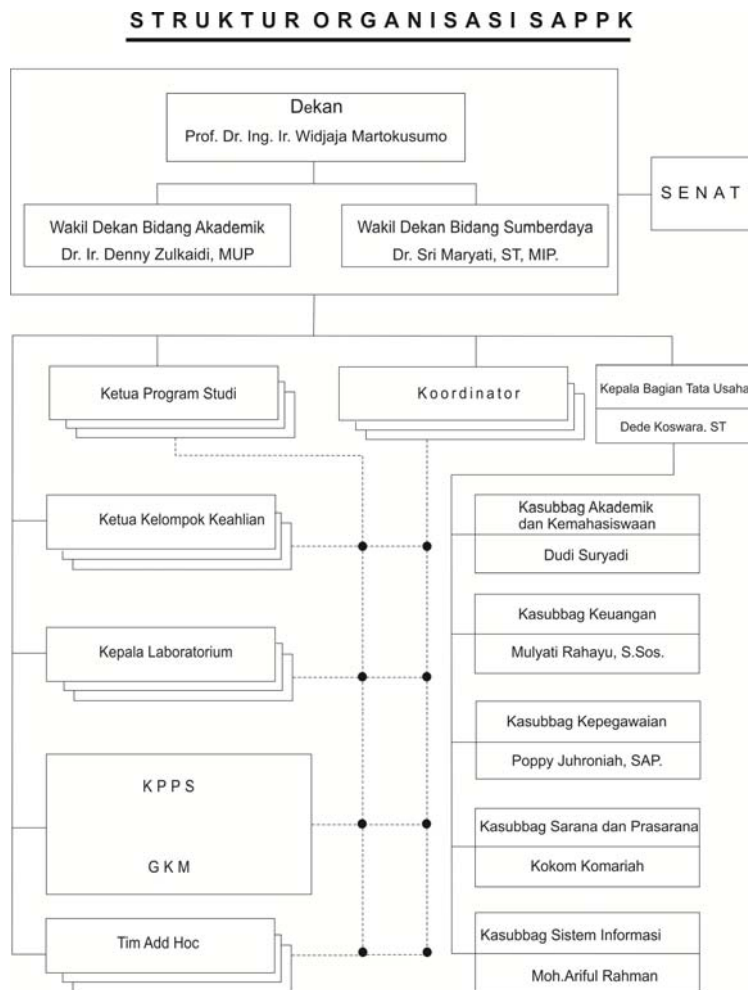 STRUKTUR ORGANISASI SAPPK
Dekan
Prof. Dr. Ing. Ir. Widjaja Martokusumo
SENAT
Wakil Dekan Bidang Akademik
Dr. Ir. Denny Zulkaidi, MUP
Wakil Dekan Bidang Sumberdaya
Dr. Sri Maryati, ST, MIP.
Ketua Program Studi
Koordinator
Kepala Bagian Tata Usaha
Dede Koswara. ST
Ketua Kelompok Keahlian
Kasubbag Akademik
dan Kemahasiswaan
Dudi Suryadi
Kasubbag Keuangan
Mulyati Rahayu, S.Sos.
Kepala Laboratorium
Kasubbag Kepegawaian
Poppy Juhroniah, SAP.
KPPS
GKM
Kasubbag Sarana dan Prasarana
Kokom Komariah
Tim Add Hoc
Kasubbag Sistem Informasi
Moh.Ariful Rahman